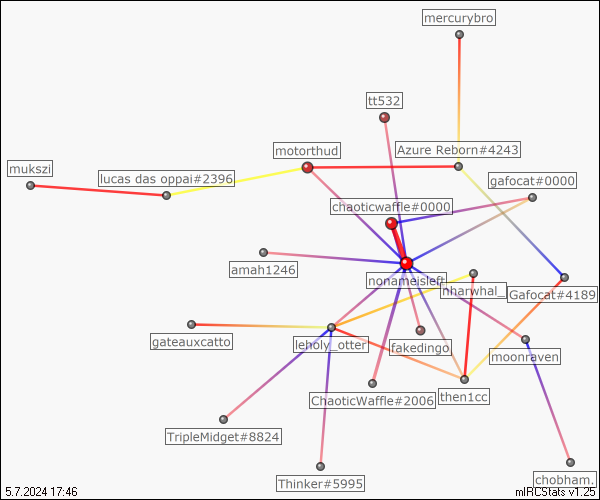 mercurybro
tt532
motorthud
Azure Reborn#4243
mukszi
lucas das oppai#2396
gafocat#0000
chaoticwaffle#0000
amah1246
nonameisleft
nharwhal_
Gafocat#4189
gateauxcatto
leholy_otter
fakedingo
moonraven
ChaoticWaffle#2006
then1cc
TripleMidget#8824
Thinker#5995
chobham.
5.7.2024 17:46
mIRCStats v1.25